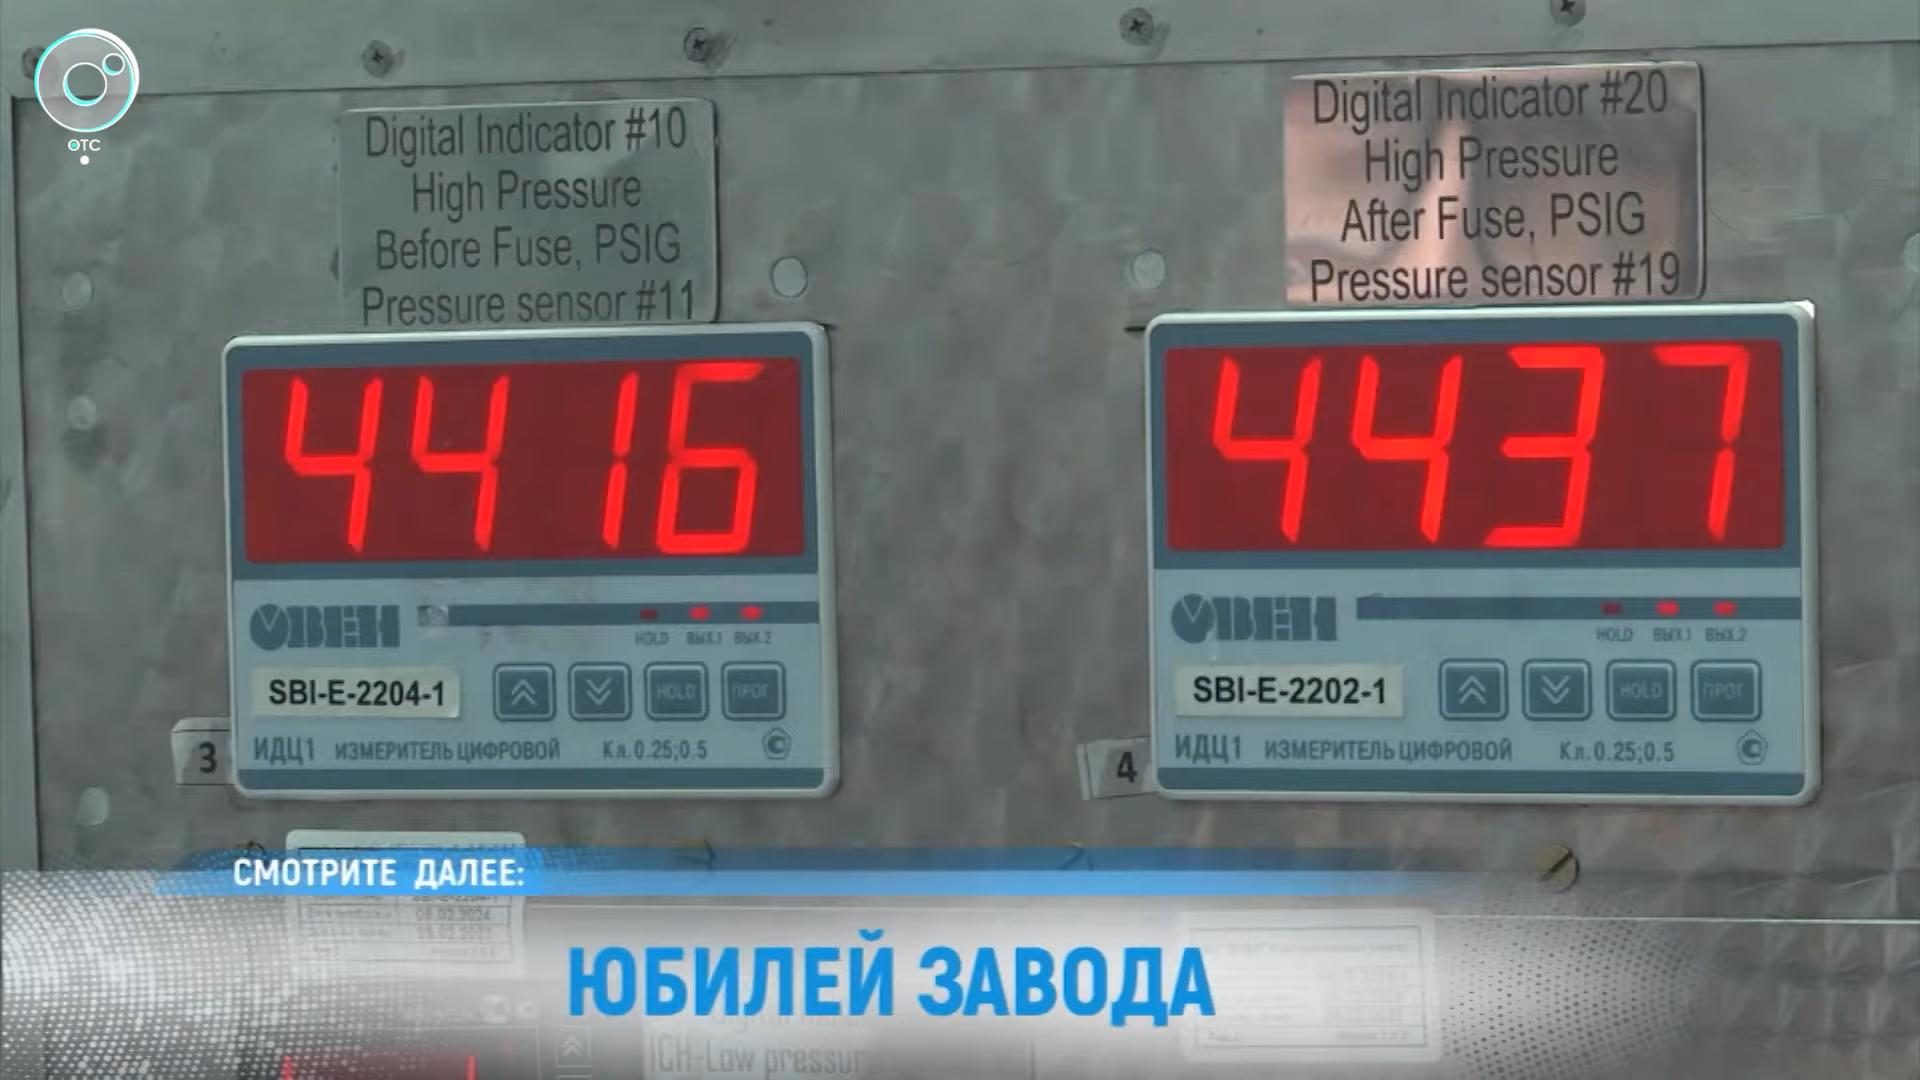 ОТС
Digital Indicator #10
High Pressure
Before Fuse, PSIG
Pressure sensor #11
Digital Indicator #20
High Pressure
After Fuse, PSIG
Pressure sensor #19
4416
4437
ОВЕН
HOLD ВЫХ.1 ВЫХ.2
SBI-E-2204-1
HOLD
ПРОГ
ИДЦ1 ИЗМЕРИТЕЛЬ ЦИФРОВОЙ Кл.0.25;0.5
3
ОВЕН
HOLD ВЫХ.1 ВЫХ.2
SBI-E-2202-1
HOLD
ПРОГ
ИДЦ1 ИЗМЕРИТЕЛЬ ЦИФРОВОЙ Кл.0.25;0.5
4
СМОТРИТЕ ДАЛЕЕ:
ЮБИЛЕЙ ЗАВОДА
ICH-Low pressur